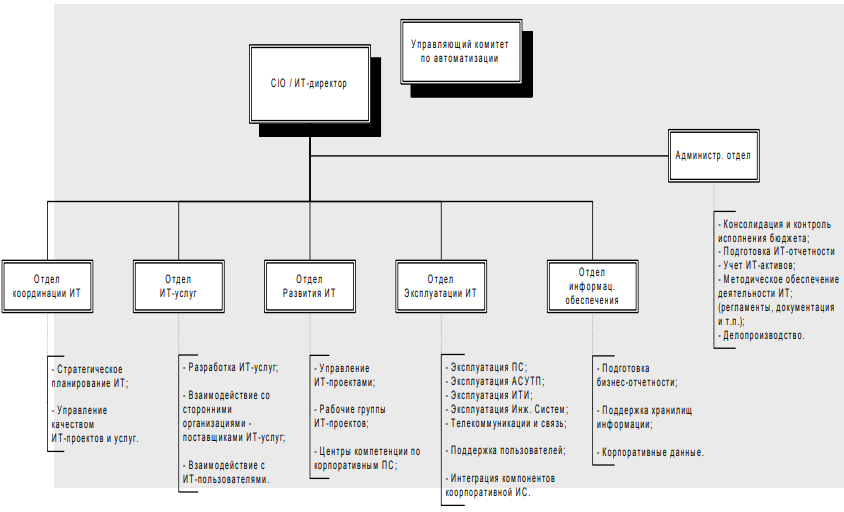 Управляющий комитет
по автоматизации
CIO / ИТ-директор
Администр. отдел
- Консолидация и контроль
исполнения бюджета;
- Подготовка ИТ-отчетности
- Учет ИТ-активов;
- Методическое обеспечение
деятельности ИТ;
(регламенты, документация
и т.п.);
- Делопроизводство.
Отдел
координации ИТ
Отдел
ИТ-услуг
Отдел
Развития ИТ
Отдел
Эксплуатации ИТ
Отдел
информац.
обеспечения
- Стратегическое
планирование ИТ;
- Управление
качеством
ИТ-проектов и услуг.
- Разработка ИТ-услуг;
- Взаимодействие со
сторонними
организациями -
поставщиками ИТ-услуг;
- Взаимодействие с
ИТ-пользователями.
- Управление
ИТ-проектами;
- Рабочие группы
ИТ-проектов;
- Центры компетенции по
корпоративным ПС;
- Эксплуатация ПС;
- Эксплуатация АСУТП;
- Эксплуатация ИТИ;
- Эксплуатация Инж. Систем;
- Телекоммуникации и связь;
- Поддержка пользователей;
- Интеграция компонентов
коорпоративной ИС.
- Подготовка
бизнес-отчетности;
- Поддержка хранилищ
информации;
- Корпоративные данные.